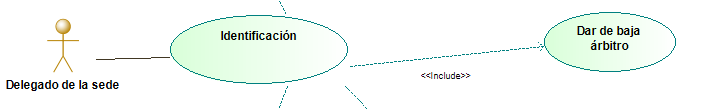 Identificación
Dar de baja
árbitro
<<Include>>
Delegado de la sede